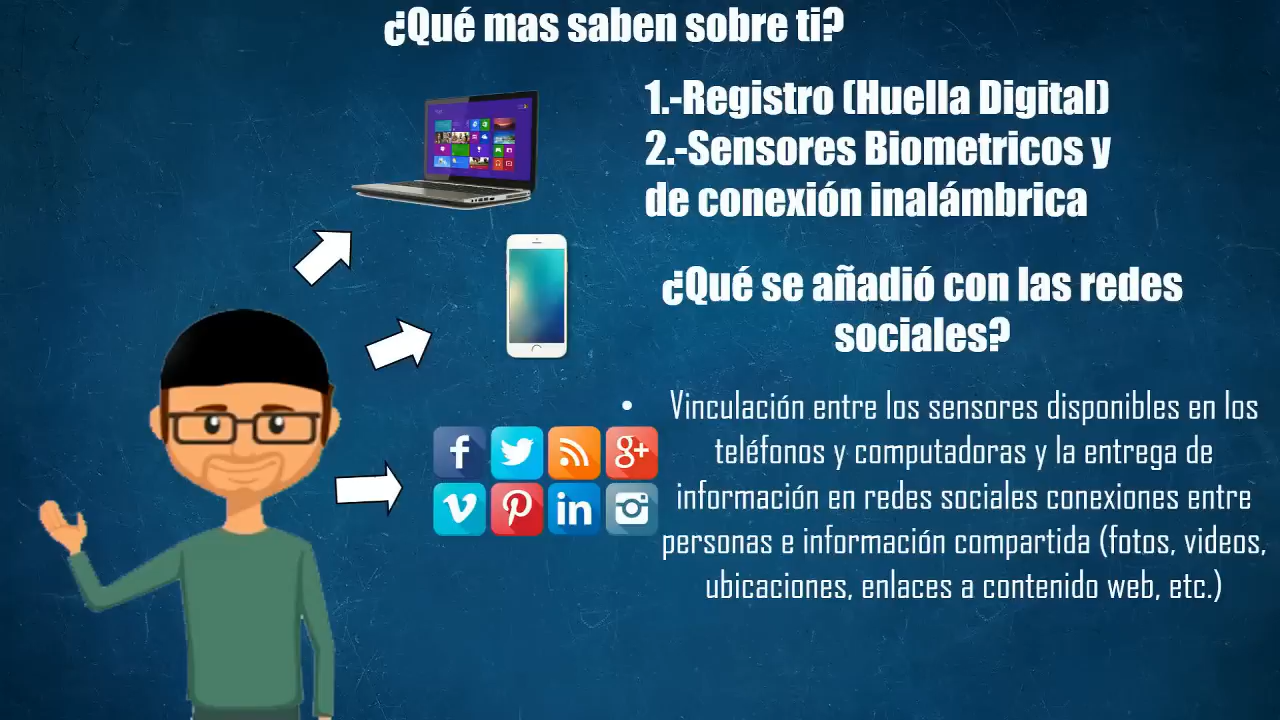 ¿Qué mas saben sobre ti?
1.-Registro (Huella Digital)
2.-Sensores Biometricos y
de conexión inalámbrica
¿Qué se añadió con las redes
sociales?
• Vinculación entre los sensores disponibles en los
teléfonos y computadoras y la entrega de
información en redes sociales conexiones entre
personas e información compartida (fotos, videos,
ubicaciones, enlaces a contenido web, etc.)